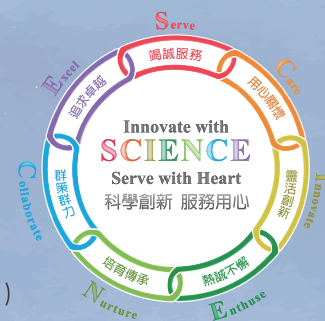 Serve
竭誠服務
Care
用心關懷
Innovate
靈活創新
Enthuse
熱誠不懈
Nurture
培育傳承
Collaborate
群策群力
Excel
追求卓越
Innovate with
SCIENCE
Serve with Heart
科學創新 服務用心
)